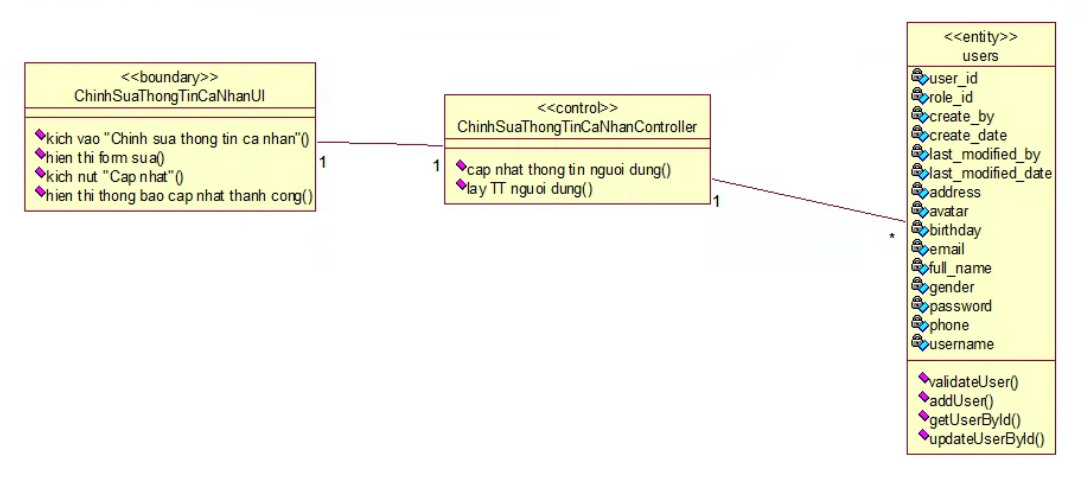 <<boundary>>
ChinhSuaThongTinCaNhanUI
kich vao "Chinh sua thong tin ca nhan"()
hien thi form sua()
kich nut "Cap nhat"()
hien thi thong bao cap nhat thanh cong()
1
1
<<control>>
ChinhSuaThongTinCaNhanController
cap nhat thong tin nguoi dung()
lay TT nguoi dung()
1
*
<<entity>>
users
user_id
role_id
create_by
create_date
last_modified_by
last_modified_date
address
avatar
birthday
email
full_name
gender
password
phone
username
validateUser()
addUser()
getUserById()
updateUserById()